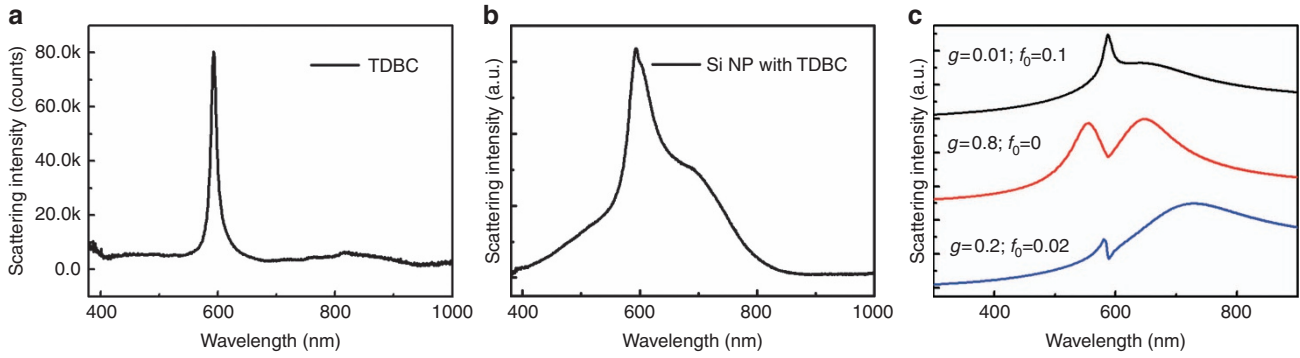 a
80.0k
60.0k
40.0k
20.0k
0.0
Scattering intensity (counts)
TDBC
400
600
800
1000
Wavelength (nm)
b
Scattering intensity (a.u.)
Si NP with TDBC
400
600
800
1000
Wavelength (nm)
c
Scattering intensity (a.u.)
g=0.01; f₀=0.1
g=0.8; f₀=0
g=0.2; f₀=0.02
400
600
800
Wavelength (nm)